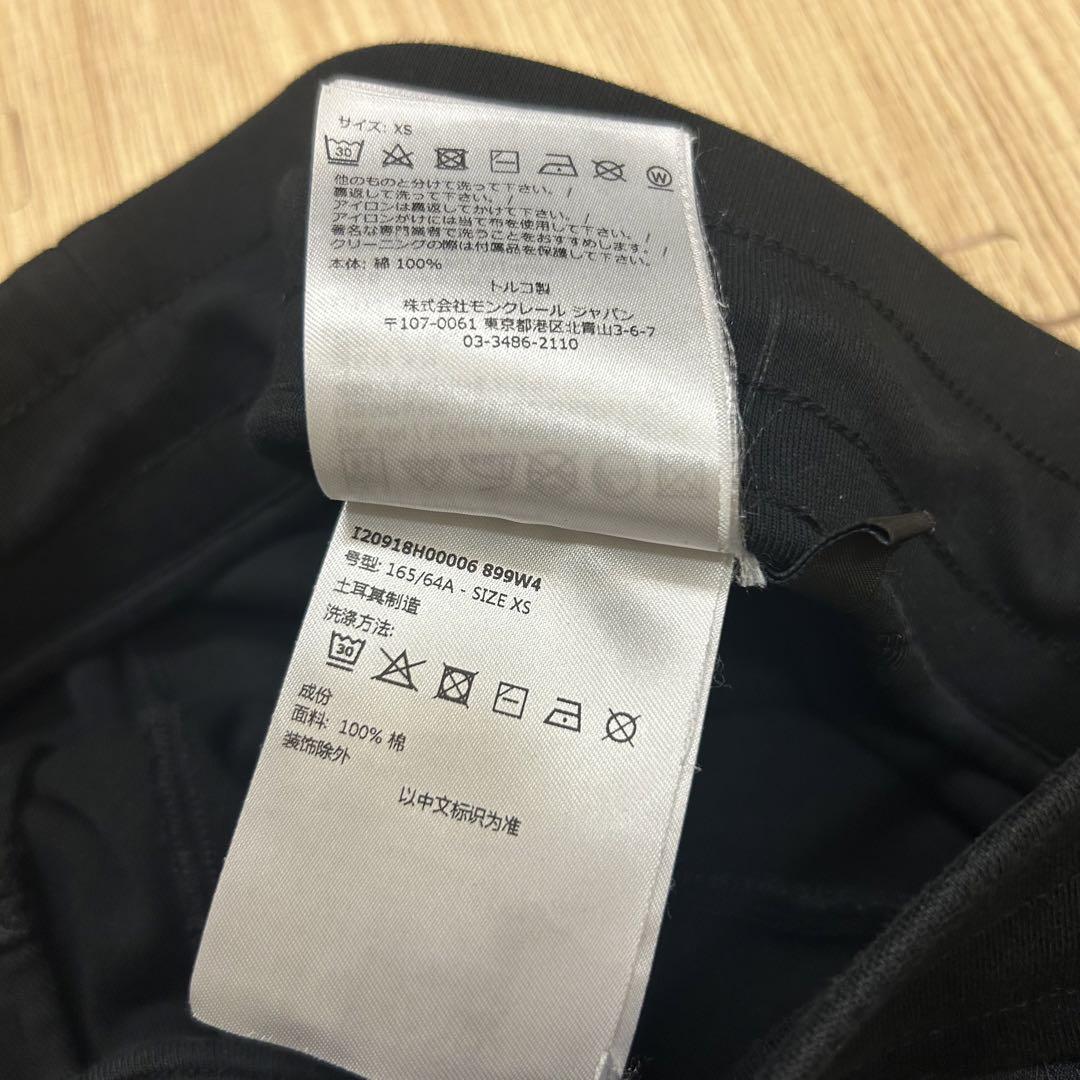 サイズ: XS
30
W
他のものと分けて洗って下さい。/
裏返して洗って下さい。/
アイロンは裏返してかけて下さい。/
アイロンがけには当て布を使用して下さい。/
著名な専門業者で洗うことをおすすめします。/
クリーニングの際は付属品を保護して下さい。
本体: 綿 100%
トルコ製
株式会社モンクレール ジャパン
〒107-0061 東京都港区北青山3-6-7
03-3486-2110
I20918H00006 899W4
号型: 165/64A - SIZE XS
土耳其制造
洗涤方法:
30
成份
面料: 100% 棉
装饰除外
以中文标识为准